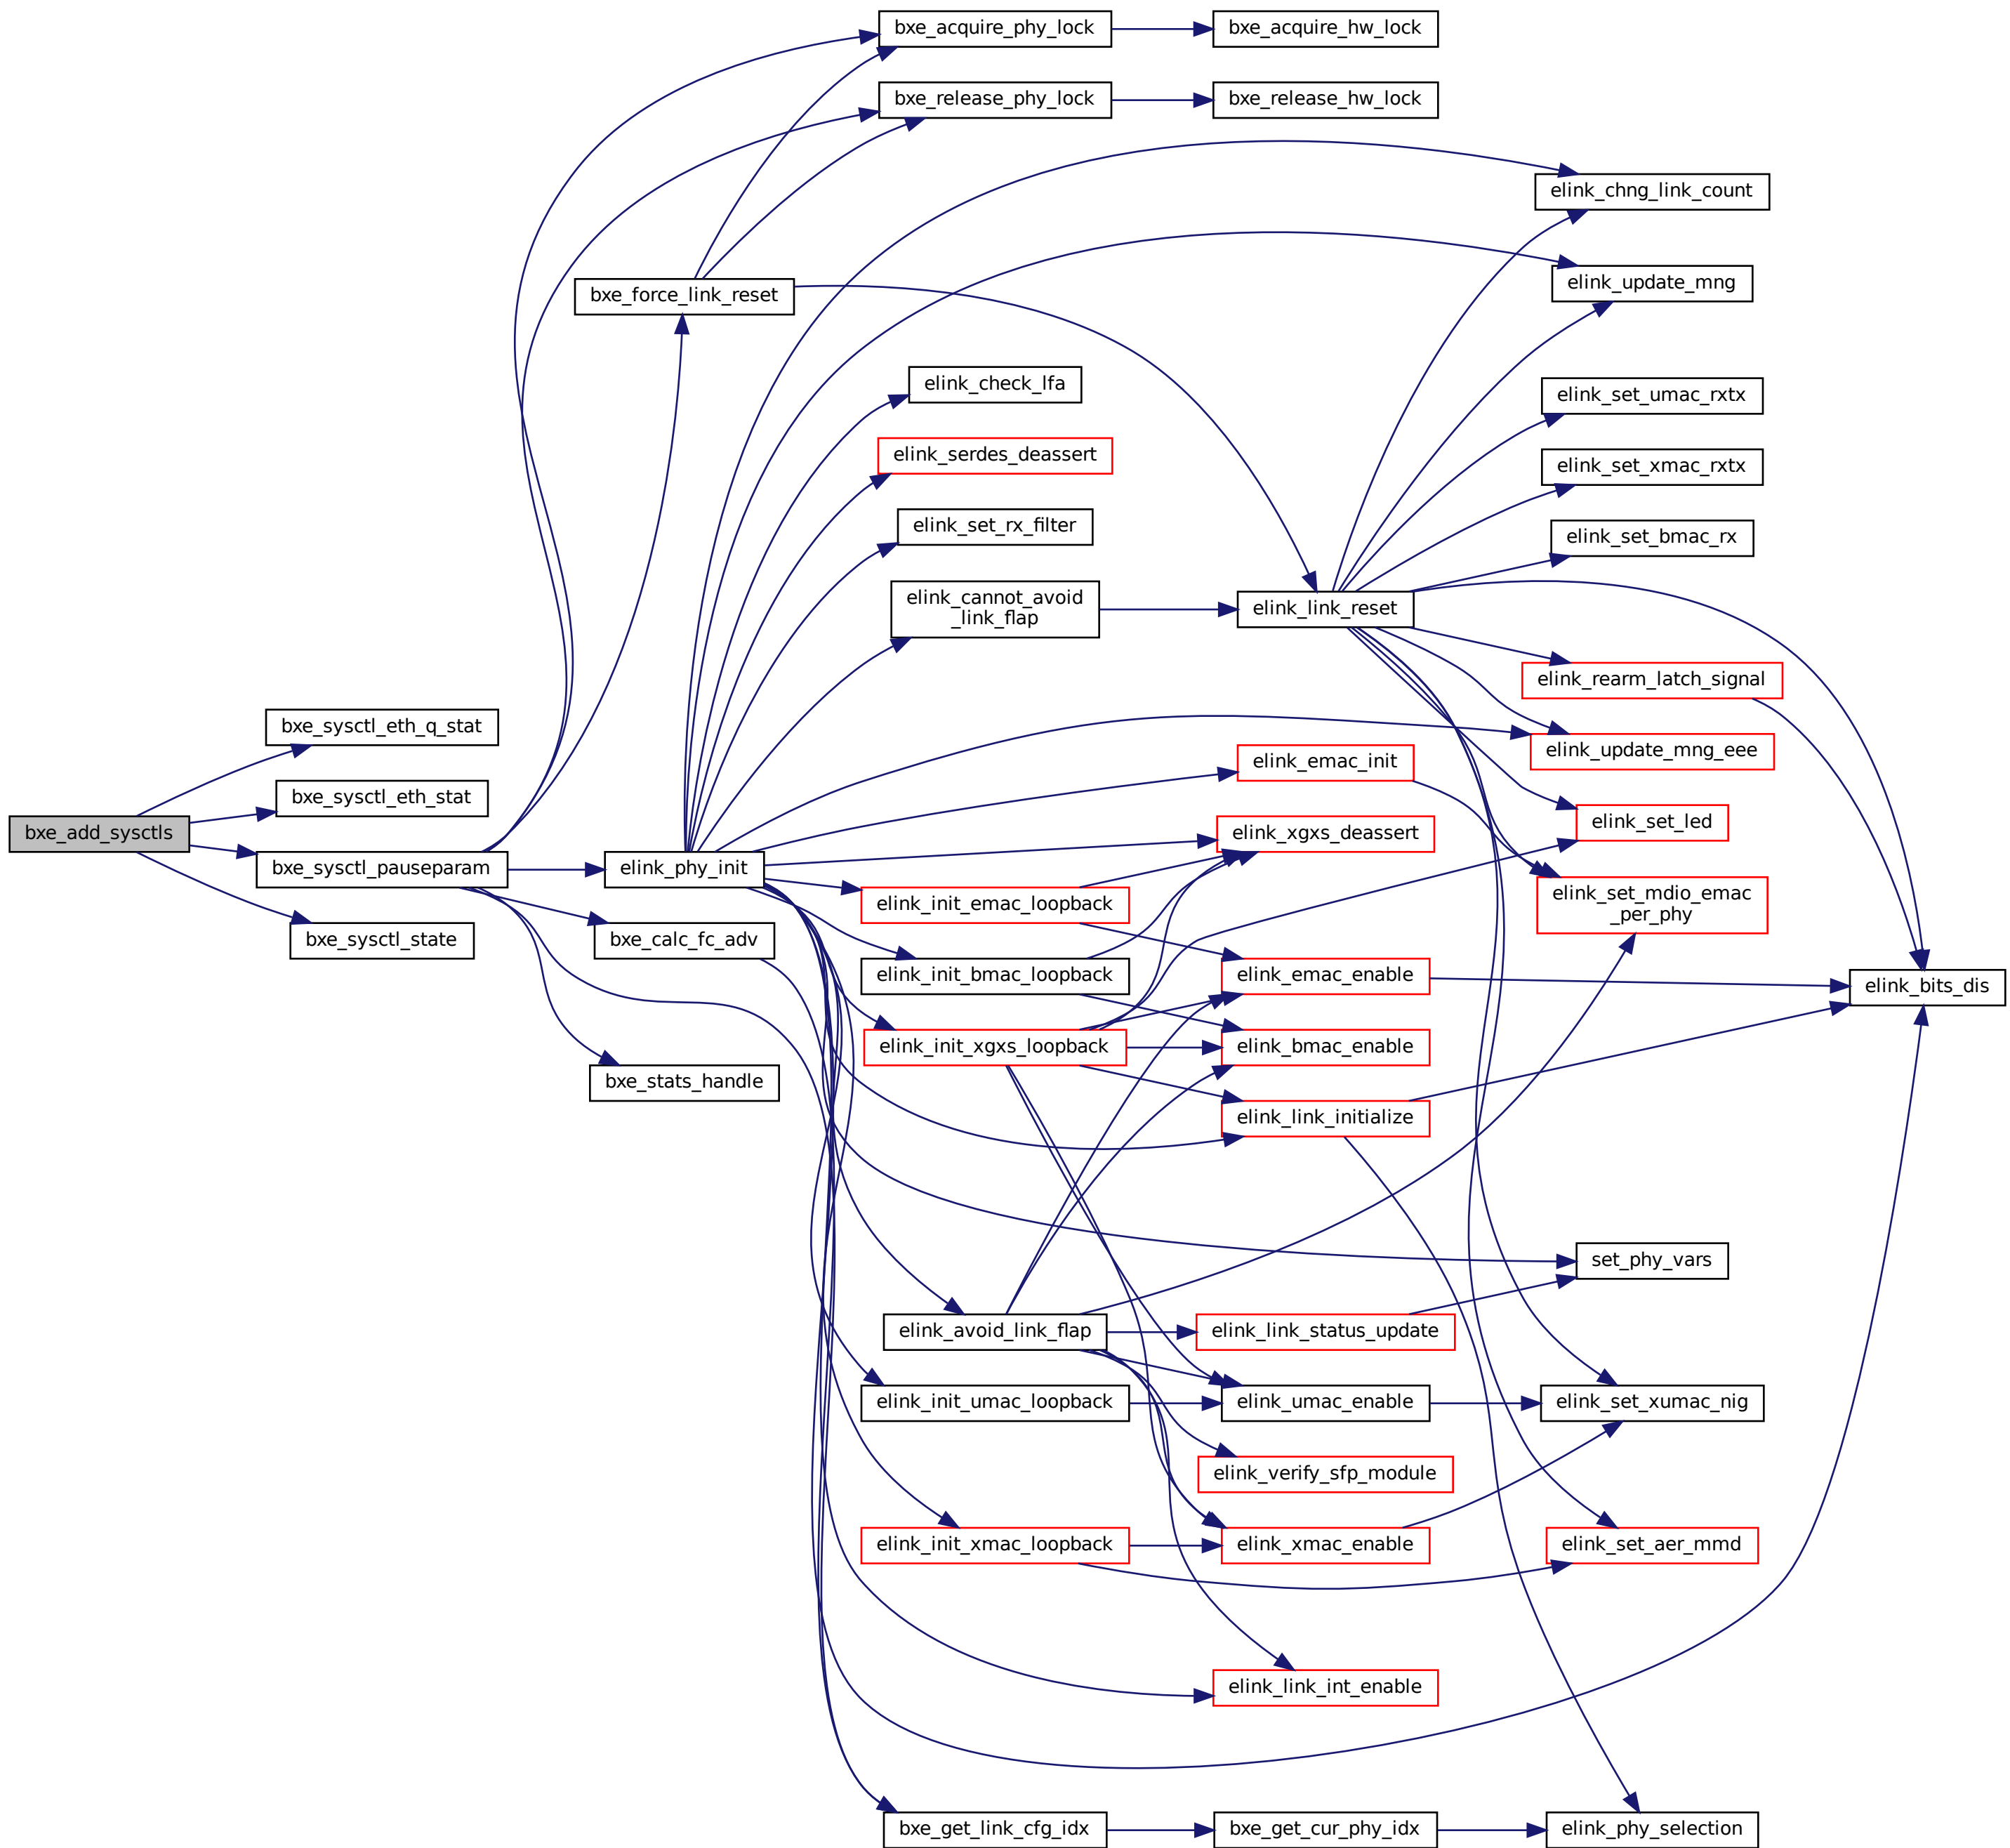 bxe_acquire_phy_lock
bxe_acquire_hw_lock
bxe_release_phy_lock
bxe_release_hw_lock
elink_chng_link_count
elink_update_mng
bxe_force_link_reset
elink_check_lfa
elink_set_umac_rxtx
elink_serdes_deassert
elink_set_xmac_rxtx
elink_set_rx_filter
elink_set_bmac_rx
elink_cannot_avoid
_link_flap
elink_link_reset
elink_rearm_latch_signal
bxe_sysctl_eth_q_stat
elink_update_mng_eee
elink_emac_init
bxe_sysctl_eth_stat
elink_set_led
bxe_add_sysctls
elink_xgxs_deassert
bxe_sysctl_pauseparam
elink_phy_init
elink_init_emac_loopback
elink_set_mdio_emac
_per_phy
bxe_sysctl_state
bxe_calc_fc_adv
elink_init_bmac_loopback
elink_emac_enable
elink_bits_dis
elink_init_xgxs_loopback
elink_bmac_enable
bxe_stats_handle
elink_link_initialize
set_phy_vars
elink_avoid_link_flap
elink_link_status_update
elink_init_umac_loopback
elink_umac_enable
elink_set_xumac_nig
elink_verify_sfp_module
elink_init_xmac_loopback
elink_xmac_enable
elink_set_aer_mmd
elink_link_int_enable
bxe_get_link_cfg_idx
bxe_get_cur_phy_idx
elink_phy_selection